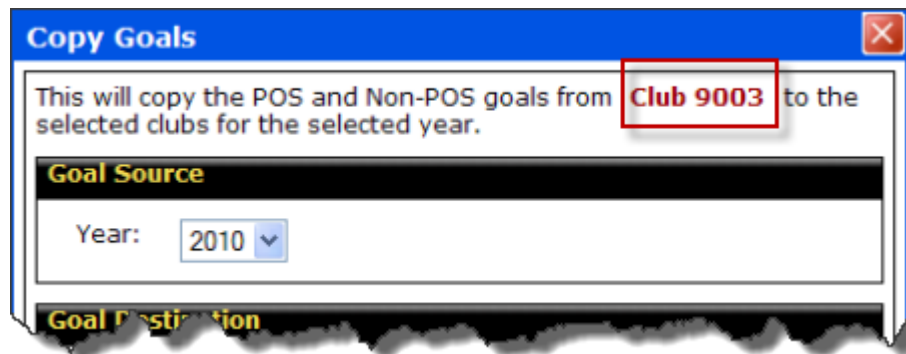 Copy Goals
This will copy the POS and Non-POS goals from Club 9003 to the
selected clubs for the selected year.
Goal Source
Year: 2010
Goal Destination